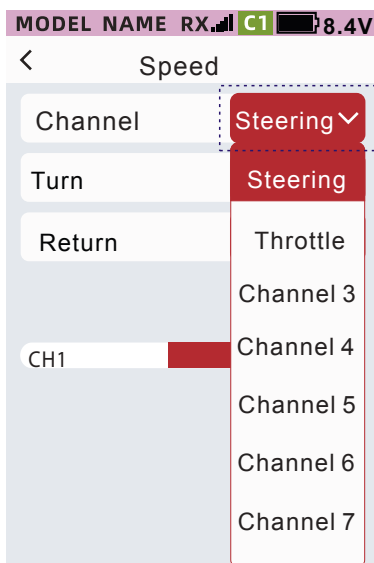 MODEL NAME RX C1 8.4V
Speed
Channel Steering
Turn Steering
Return Throttle
Channel 3
CH1 Channel 4
Channel 5
Channel 6
Channel 7